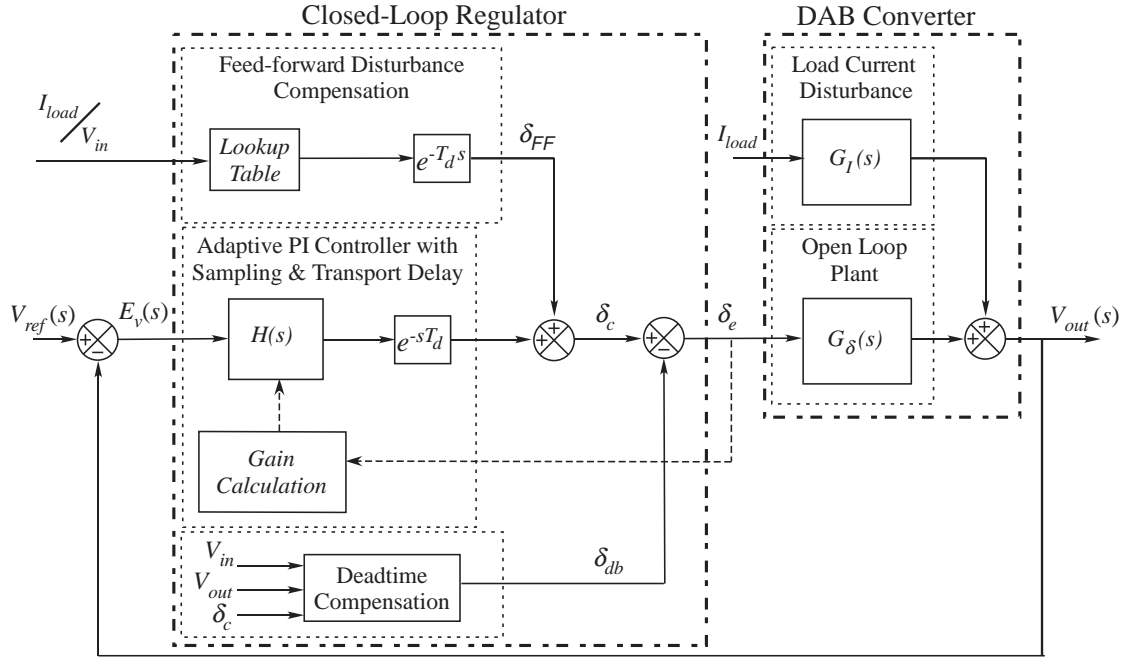 Closed-Loop Regulator
DAB Converter
Feed-forward Disturbance
Compensation
I_load / V_in
Lookup
Table
e^{-T_d s}
δ_FF
Load Current
Disturbance
I_load
G_I(s)
Adaptive PI Controller with
Sampling & Transport Delay
Open Loop
Plant
V_ref(s)
+
−
E_v(s)
H(s)
e^{-sT_d}
+
+
δ_c
+
−
δ_e
G_δ(s)
+
+
V_out(s)
Gain
Calculation
V_in
V_out
δ_c
Deadtime
Compensation
δ_db